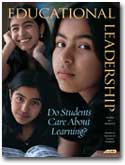 EDUCATIONAL
LEADERSHIP
Do Students
Care About
Learning?